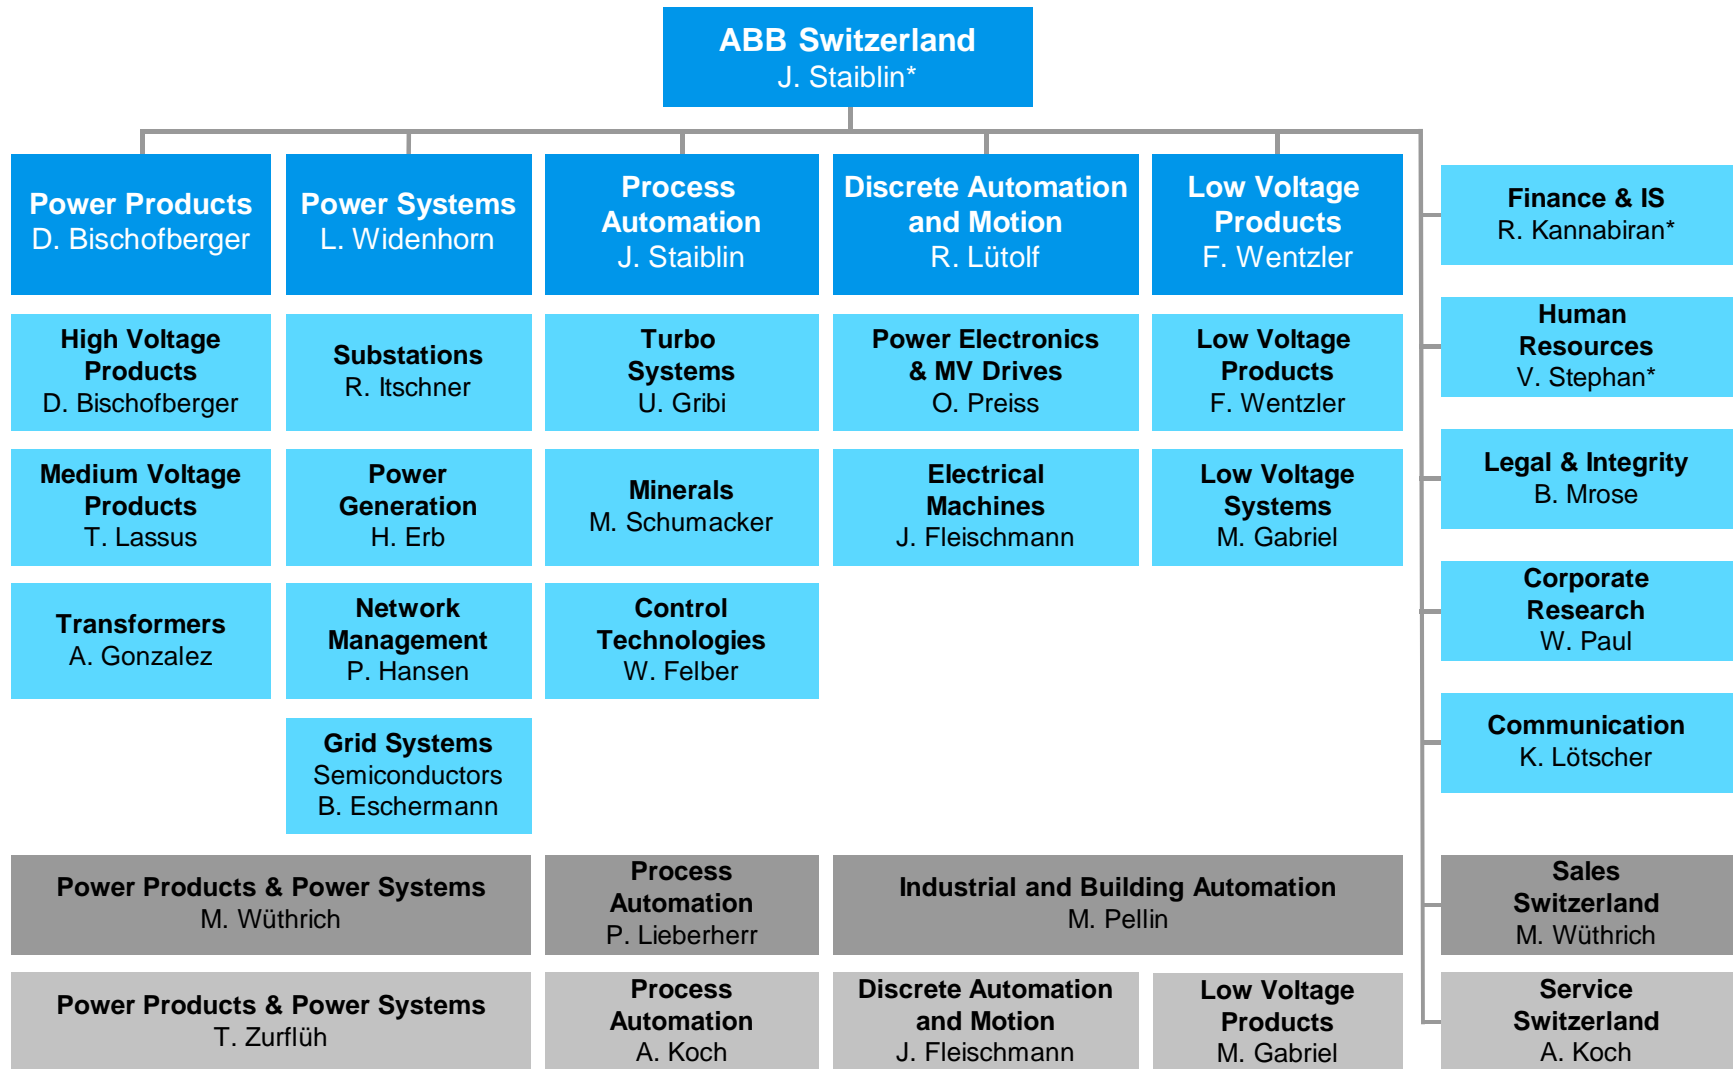 ABB Switzerland
J. Staiblin*
Power Products
D. Bischofberger
Power Systems
L. Widenhorn
Process
Automation
J. Staiblin
Discrete Automation
and Motion
R. Lütolf
Low Voltage
Products
F. Wentzler
Finance & IS
R. Kannabiran*
Human
Resources
V. Stephan*
Legal & Integrity
B. Mrose
Corporate
Research
W. Paul
Communication
K. Lötscher
High Voltage
Products
D. Bischofberger
Substations
R. Itschner
Turbo
Systems
U. Gribi
Power Electronics
& MV Drives
O. Preiss
Low Voltage
Products
F. Wentzler
Medium Voltage
Products
T. Lassus
Power
Generation
H. Erb
Minerals
M. Schumacker
Electrical
Machines
J. Fleischmann
Low Voltage
Systems
M. Gabriel
Transformers
A. Gonzalez
Network
Management
P. Hansen
Control
Technologies
W. Felber
Grid Systems
Semiconductors
B. Eschermann
Power Products & Power Systems
M. Wüthrich
Process
Automation
P. Lieberherr
Industrial and Building Automation
M. Pellin
Sales
Switzerland
M. Wüthrich
Power Products & Power Systems
T. Zurflüh
Process
Automation
A. Koch
Discrete Automation
and Motion
J. Fleischmann
Low Voltage
Products
M. Gabriel
Service
Switzerland
A. Koch